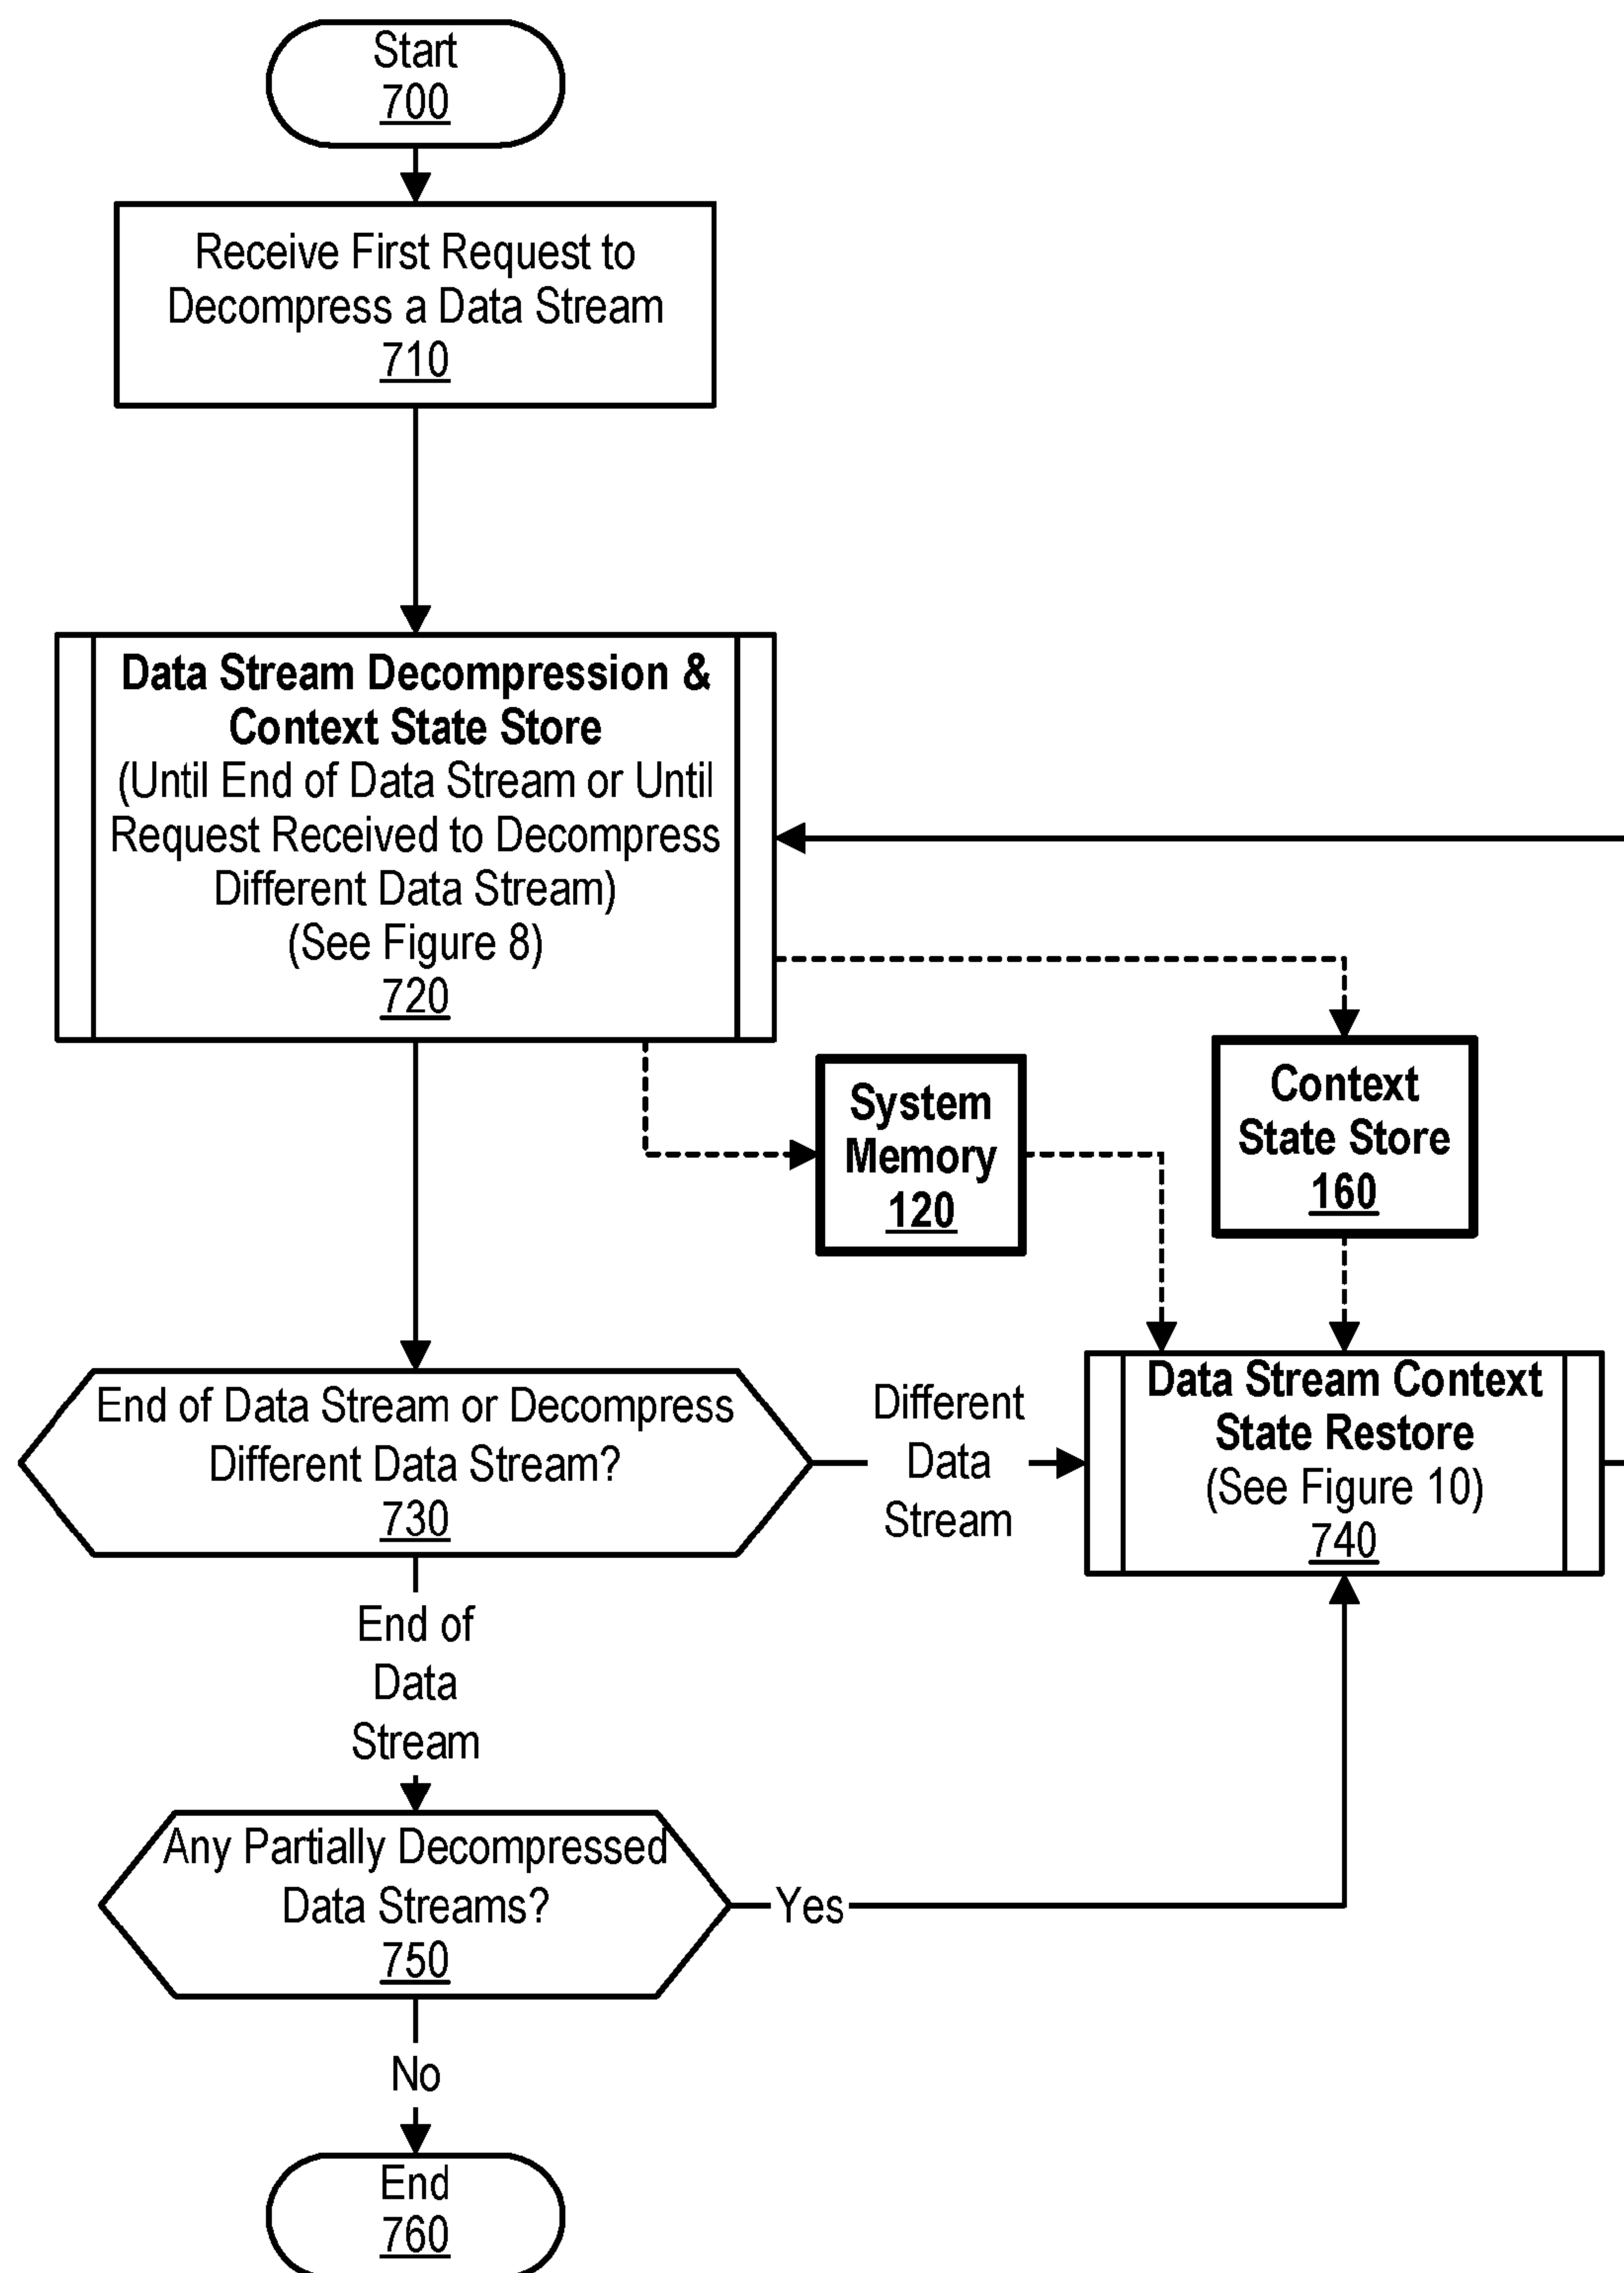 Start
700
Receive First Request to
Decompress a Data Stream
710
Data Stream Decompression &
Context State Store
(Until End of Data Stream or Until
Request Received to Decompress
Different Data Stream)
(See Figure 8)
720
System
Memory
120
Context
State Store
160
End of Data Stream or Decompress
Different Data Stream?
730
Different
Data
Stream
Data Stream Context
State Restore
(See Figure 10)
740
End of
Data
Stream
Any Partially Decompressed
Data Streams?
750
Yes
No
End
760